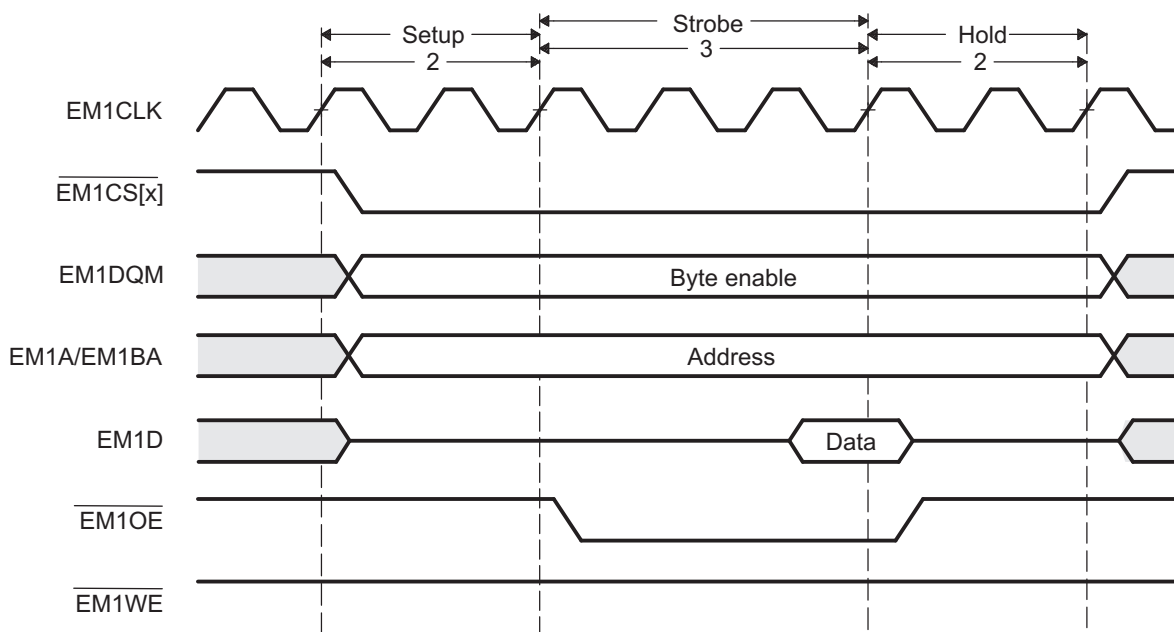 Setup
2
Strobe
3
Hold
2
EM1CLK
EM1CS[x]
EM1DQM
Byte enable
EM1A/EM1BA
Address
EM1D
Data
EM1OE
EM1WE